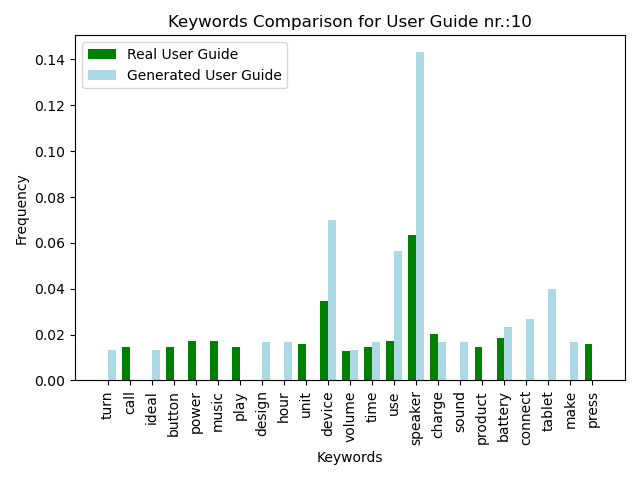 Keywords Comparison for User Guide nr.:10
Real User Guide
Generated User Guide
Frequency
0.14
0.12
0.10
0.08
0.06
0.04
0.02
0.00
turn
call
ideal
button
power
music
play
design
hour
unit
device
volume
time
use
speaker
charge
sound
product
battery
connect
tablet
make
press
Keywords